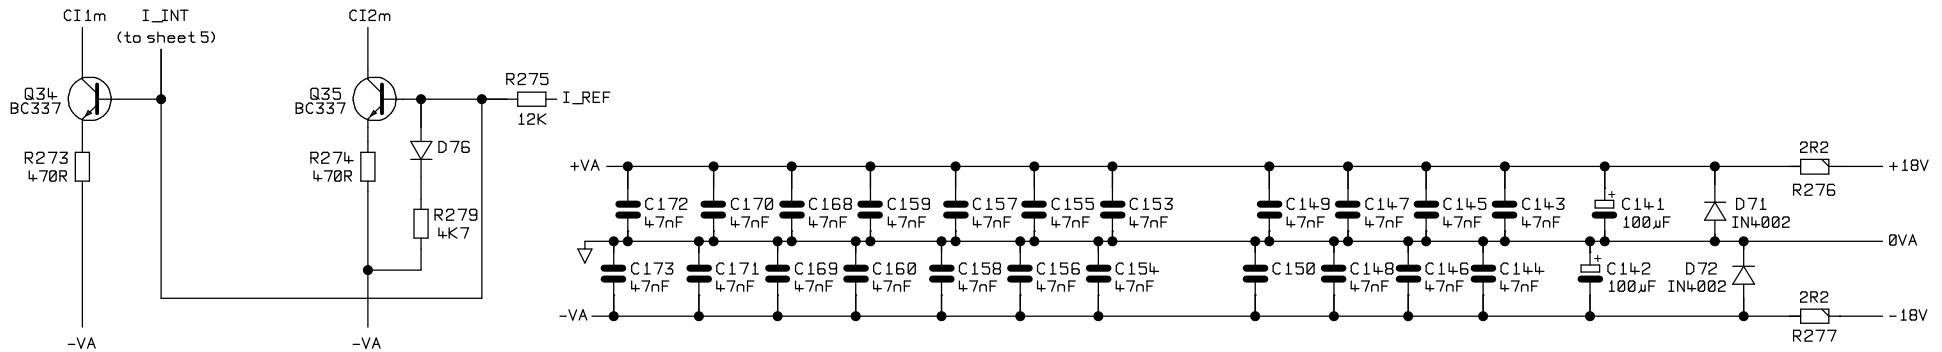 CI1m
I_INT
(to sheet 5)
CI2m
Q34
BC337
Q35
BC337
R275
12K
I_REF
R273
470R
R274
470R
D76
R279
4K7
-VA
-VA
+VA
2R2
R276
+18V
C172
47nF
C170
47nF
C168
47nF
C159
47nF
C157
47nF
C155
47nF
C153
47nF
C149
47nF
C147
47nF
C145
47nF
C143
47nF
+
C141
100µF
D71
IN4002
0VA
C173
47nF
C171
47nF
C169
47nF
C160
47nF
C158
47nF
C156
47nF
C154
47nF
C150
C148
47nF
C146
47nF
C144
47nF
+
C142
100µF
D72
IN4002
-VA
2R2
R277
-18V